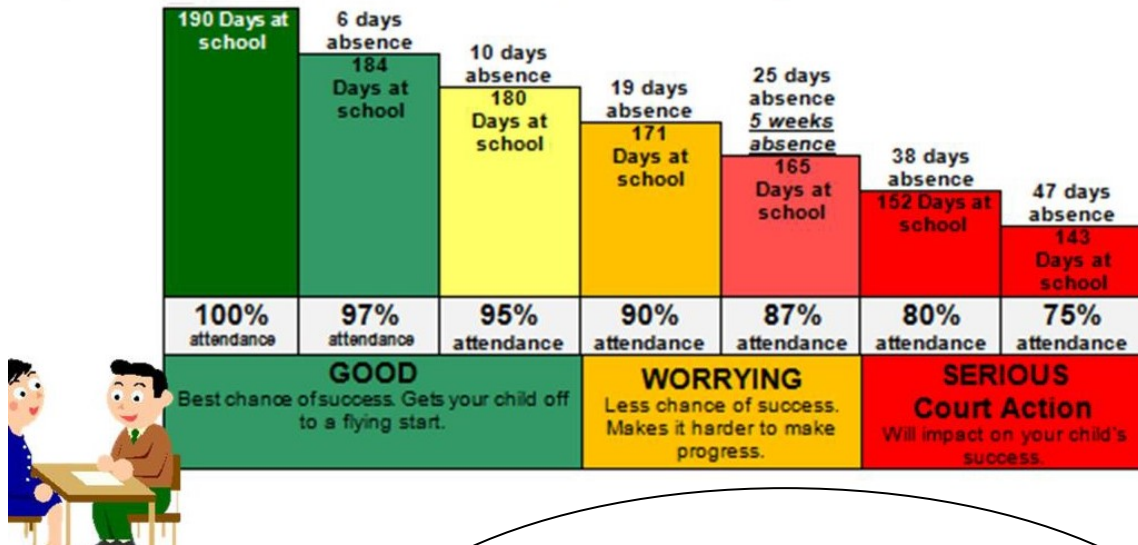 190 Days at
school
6 days
absence
184
Days at
school
10 days
absence
180
Days at
school
19 days
absence
171
Days at
school
25 days
absence
5 weeks
absence
165
Days at
school
38 days
absence
152 Days at
school
47 days
absence
143
Days at
school
100%
attendance
97%
attendance
95%
attendance
90%
attendance
87%
attendance
80%
attendance
75%
attendance
GOOD
Best chance of success. Gets your child off
to a flying start.
WORRYING
Less chance of success.
Makes it harder to make
progress.
SERIOUS
Court Action
Will impact on your child's
success.